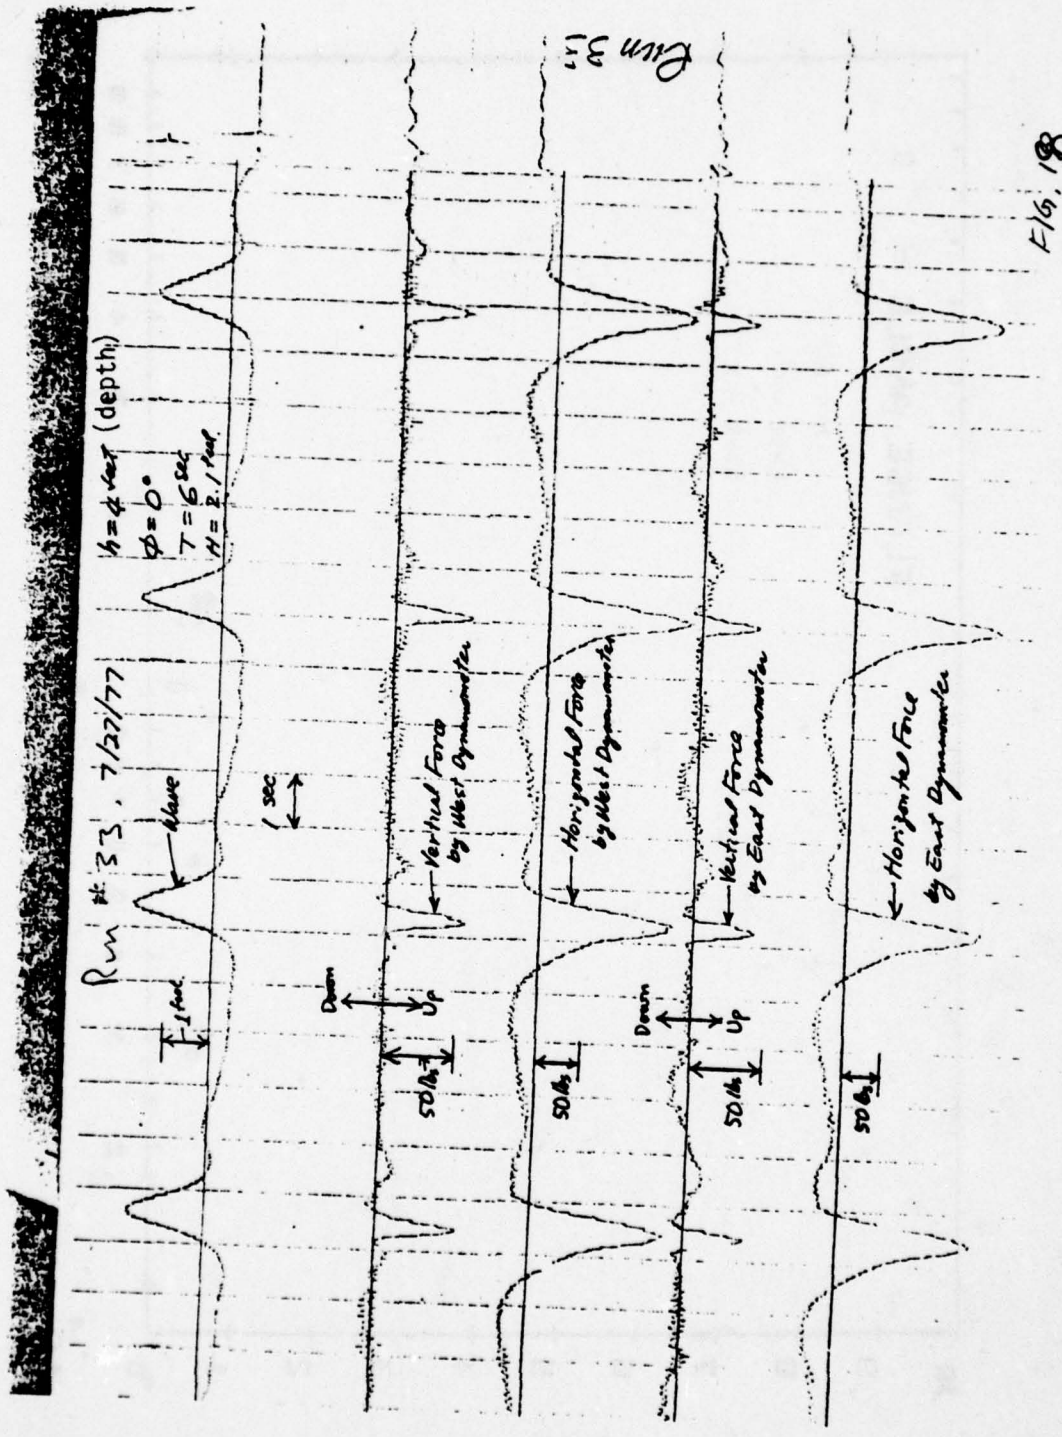 Run #33, 7/27/77
h=4 feet (depth)
φ=0°
T=6 sec
H=2.1 feet
Wave
1 foot
1 sec
Down
Up
50 lbs
Vertical Force
by West Dynamometer
50 lbs
Horizontal Force
by West Dynamometer
Down
Up
50 lbs
Vertical Force
by East Dynamometer
50 lbs
Horizontal Force
by East Dynamometer
Run 33
FIG. 18